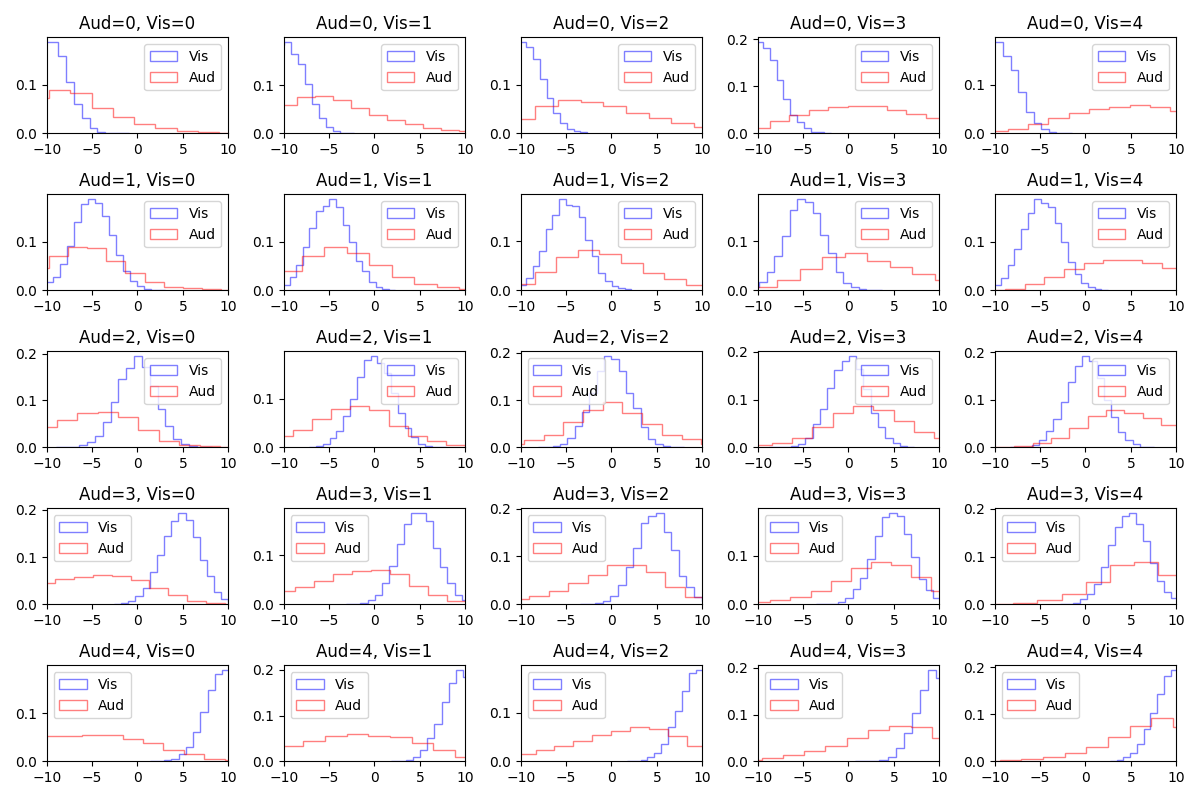 Aud=0, Vis=0 Aud=0, Vis=1 Aud=0, Vis=2 Aud=0, Vis=3 Aud=0, Vis=4
0.2
Vis Vis Vis Vis Vis
0.1 Aud 0.1 Aud 0.1 Aud 0.1 Aud 0.1 Aud
0.0 0.0 0.0 0.0 0.0
−10 −5 0 5 10 −10 −5 0 5 10 −10 −5 0 5 10 −10 −5 0 5 10 −10 −5 0 5 10
Aud=1, Vis=0 Aud=1, Vis=1 Aud=1, Vis=2 Aud=1, Vis=3 Aud=1, Vis=4
Vis Vis Vis Vis Vis
0.1 Aud 0.1 Aud 0.1 Aud 0.1 Aud 0.1 Aud
0.0 0.0 0.0 0.0 0.0
−10 −5 0 5 10 −10 −5 0 5 10 −10 −5 0 5 10 −10 −5 0 5 10 −10 −5 0 5 10
Aud=2, Vis=0 Aud=2, Vis=1 Aud=2, Vis=2 Aud=2, Vis=3 Aud=2, Vis=4
0.2 0.2 0.2 0.2
Vis Vis Vis Vis Vis
0.1 Aud 0.1 Aud 0.1 Aud 0.1 Aud 0.1 Aud
0.0 0.0 0.0 0.0 0.0
−10 −5 0 5 10 −10 −5 0 5 10 −10 −5 0 5 10 −10 −5 0 5 10 −10 −5 0 5 10
Aud=3, Vis=0 Aud=3, Vis=1 Aud=3, Vis=2 Aud=3, Vis=3 Aud=3, Vis=4
0.2 0.2 0.2
Vis Vis Vis Vis Vis
0.1 Aud 0.1 Aud 0.1 Aud 0.1 Aud 0.1 Aud
0.0 0.0 0.0 0.0 0.0
−10 −5 0 5 10 −10 −5 0 5 10 −10 −5 0 5 10 −10 −5 0 5 10 −10 −5 0 5 10
Aud=4, Vis=0 Aud=4, Vis=1 Aud=4, Vis=2 Aud=4, Vis=3 Aud=4, Vis=4
0.2 0.2 0.2
Vis Vis Vis Vis Vis
0.1 Aud 0.1 Aud 0.1 Aud 0.1 Aud 0.1 Aud
0.0 0.0 0.0 0.0 0.0
−10 −5 0 5 10 −10 −5 0 5 10 −10 −5 0 5 10 −10 −5 0 5 10 −10 −5 0 5 10